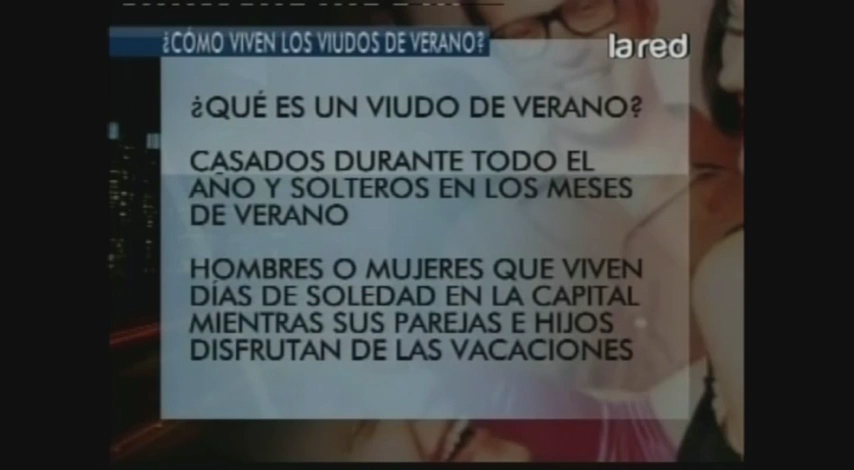 ¿CÓMO VIVEN LOS VIUDOS DE VERANO?
la red
¿QUÉ ES UN VIUDO DE VERANO?
CASADOS DURANTE TODO EL
AÑO Y SOLTEROS EN LOS MESES
DE VERANO
HOMBRES O MUJERES QUE VIVEN
DÍAS DE SOLEDAD EN LA CAPITAL
MIENTRAS SUS PAREJAS E HIJOS
DISFRUTAN DE LAS VACACIONES